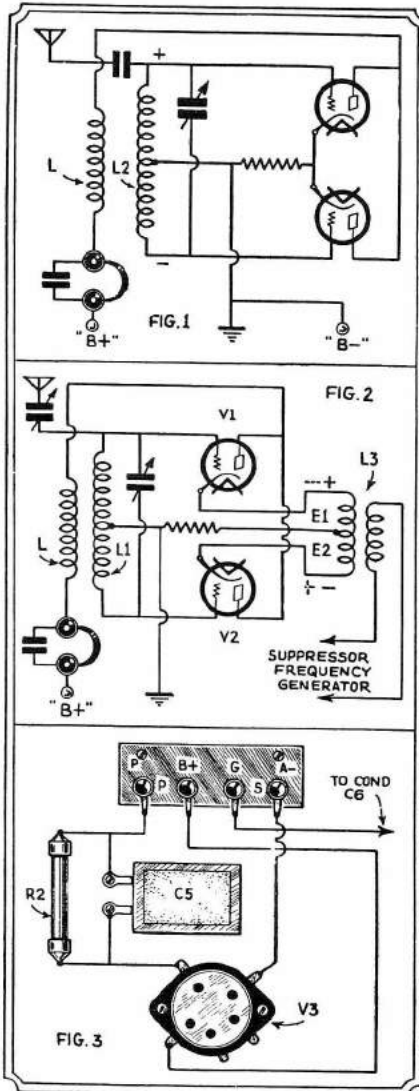 +
L
L2
−
"B+"
FIG.1
"B-"
FIG.2
V1
L3
---+
E1
L
L1
E2
+ -
V2
"B+"
SUPPRESSOR
FREQUENCY
GENERATOR
P B+ G A-
P S
TO COND
C6
R2
C5
V3
FIG.3